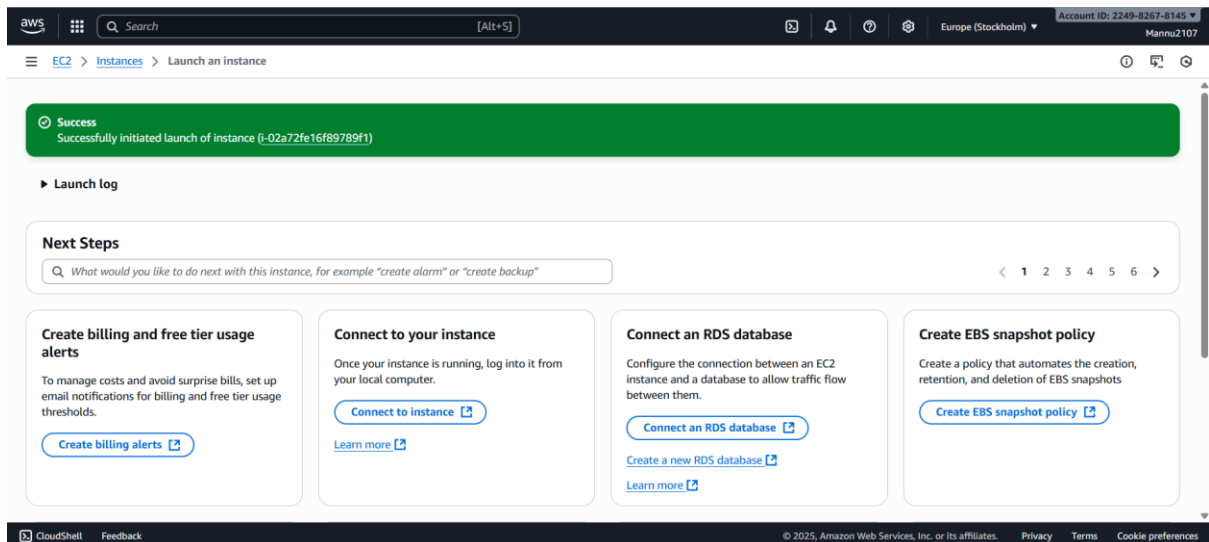 aws
Search
[Alt+S]
Europe (Stockholm) ▼
Account ID: 2249-8267-8145 ▼
Mannu2107
EC2 > Instances > Launch an instance
Success
Successfully initiated launch of instance (i-02a72fe16f89789f1)
Launch log
Next Steps
What would you like to do next with this instance, for example "create alarm" or "create backup"
< 1 2 3 4 5 6 >
Create billing and free tier usage
alerts
To manage costs and avoid surprise bills, set up
email notifications for billing and free tier usage
thresholds.
Create billing alerts
Connect to your instance
Once your instance is running, log into it from
your local computer.
Connect to instance
Learn more
Connect an RDS database
Configure the connection between an EC2
instance and a database to allow traffic flow
between them.
Connect an RDS database
Create a new RDS database
Learn more
Create EBS snapshot policy
Create a policy that automates the creation,
retention, and deletion of EBS snapshots
Create EBS snapshot policy
CloudShell
Feedback
© 2025, Amazon Web Services, Inc. or its affiliates.
Privacy
Terms
Cookie preferences